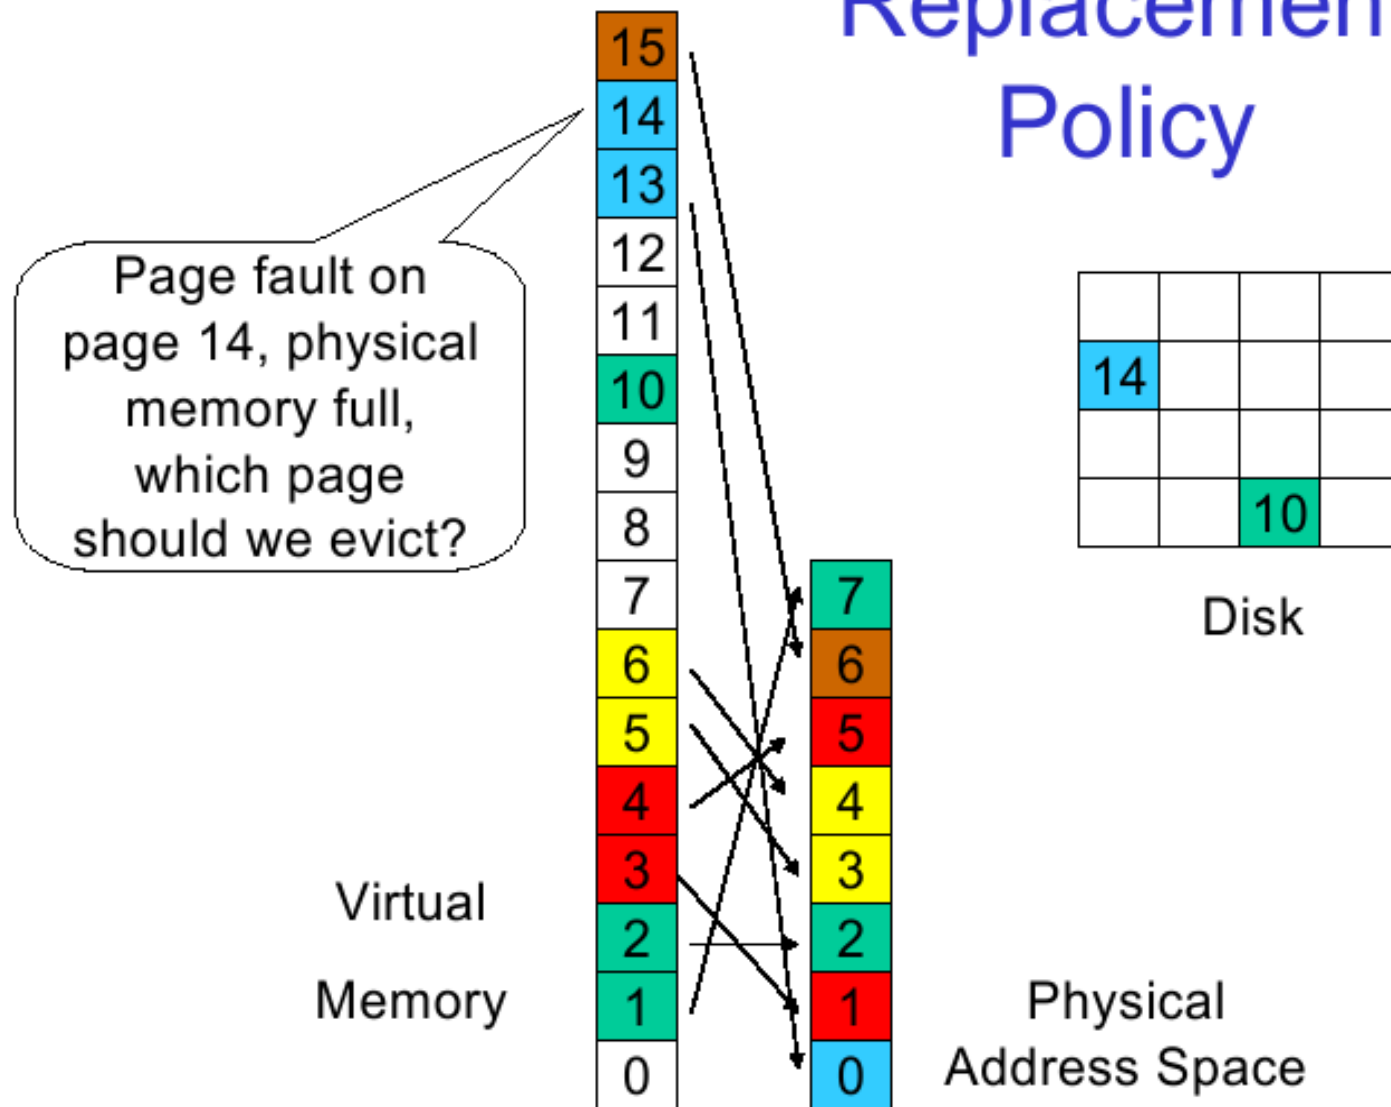 Replacemen
Policy
15
14
13
12
11
10
9
8
7
6
5
4
3
2
1
0
Page fault on
page 14, physical
memory full,
which page
should we evict?
Virtual
Memory
7
6
5
4
3
2
1
0
Physical
Address Space
14
10
Disk